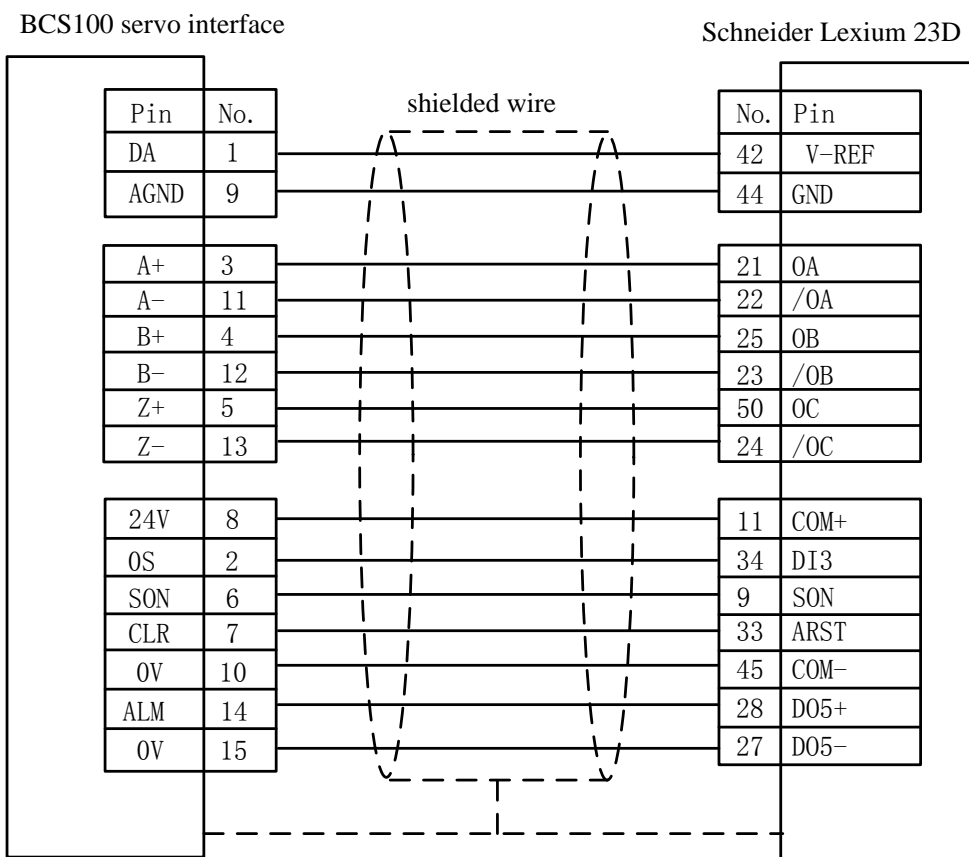 BCS100 servo interface
Schneider Lexium 23D
shielded wire
Pin No.
DA 1
AGND 9
A+ 3
A- 11
B+ 4
B- 12
Z+ 5
Z- 13
24V 8
OS 2
SON 6
CLR 7
0V 10
ALM 14
0V 15
No. Pin
42 V-REF
44 GND
21 OA
22 /OA
25 OB
23 /OB
50 OC
24 /OC
11 COM+
34 DI3
9 SON
33 ARST
45 COM-
28 DO5+
27 DO5-